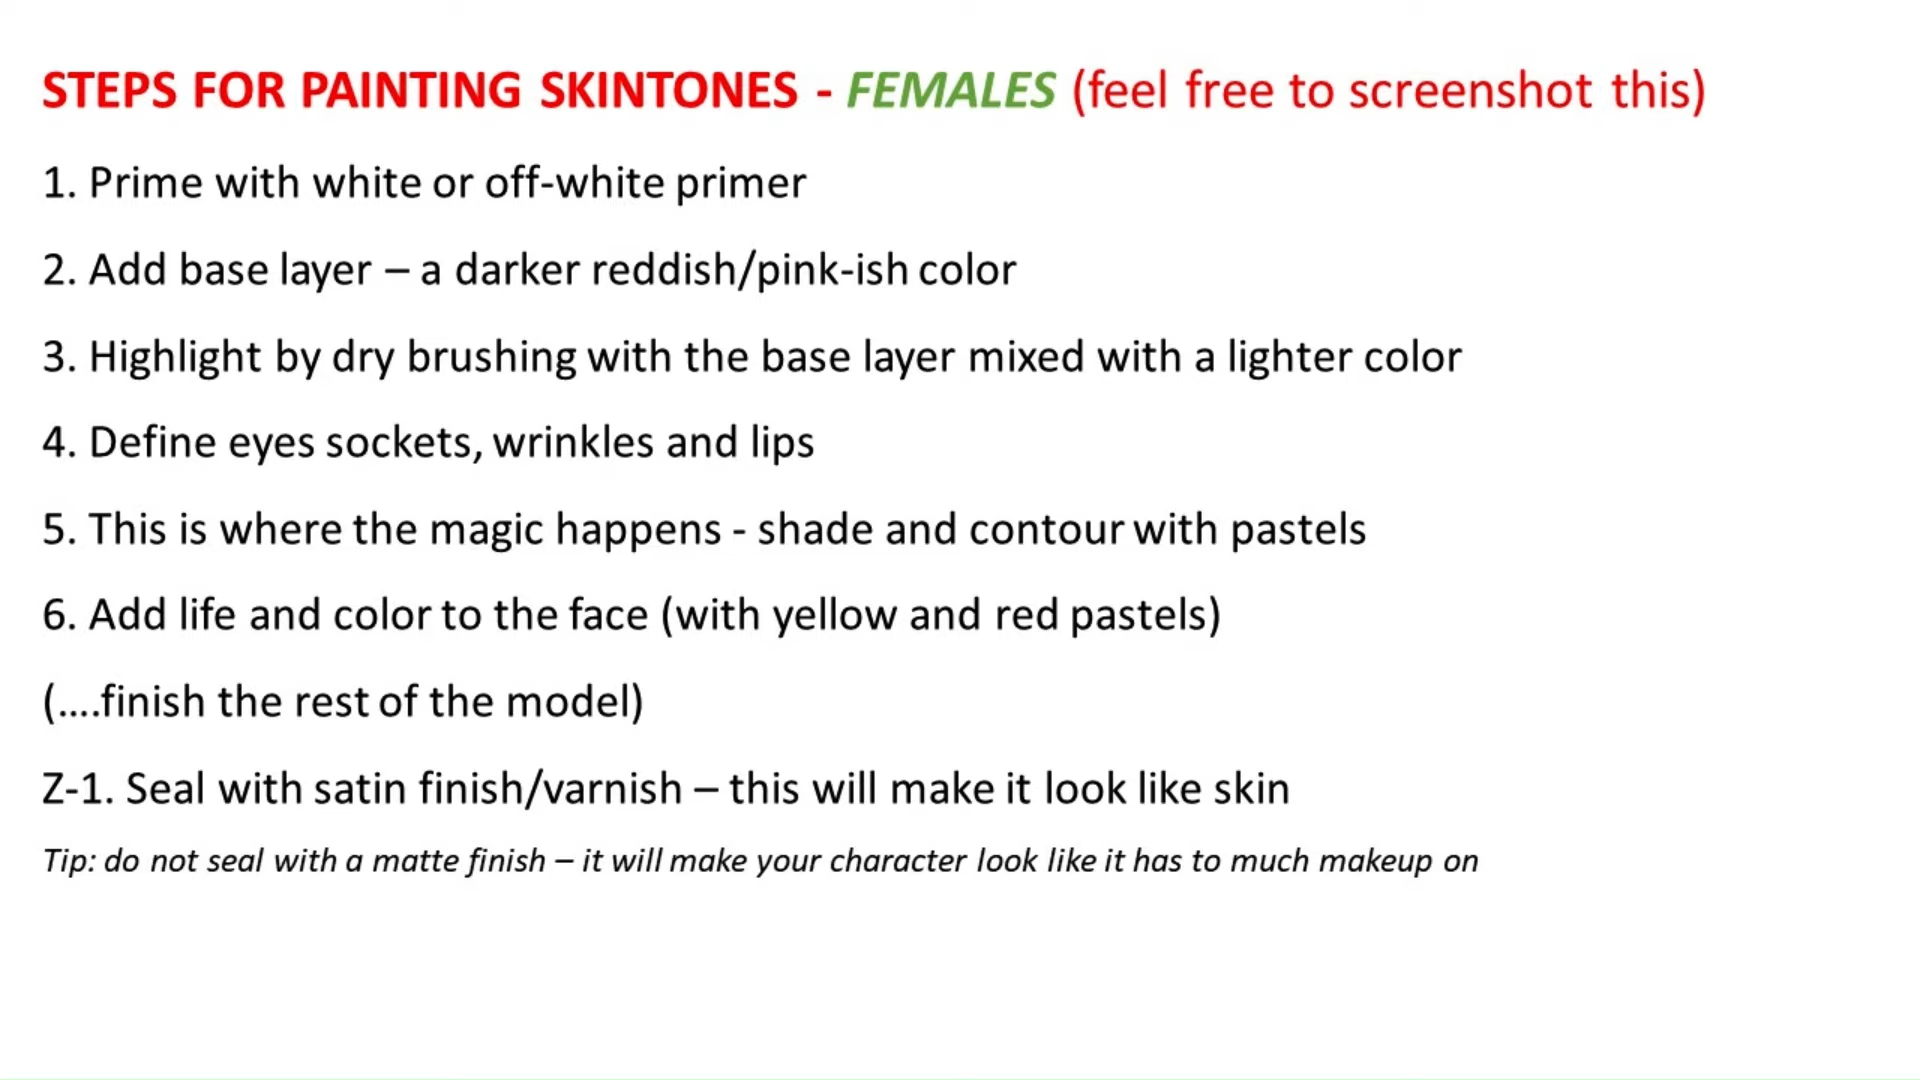 STEPS FOR PAINTING SKINTONES - FEMALES (feel free to screenshot this)
1. Prime with white or off-white primer
2. Add base layer – a darker reddish/pink-ish color
3. Highlight by dry brushing with the base layer mixed with a lighter color
4. Define eyes sockets, wrinkles and lips
5. This is where the magic happens - shade and contour with pastels
6. Add life and color to the face (with yellow and red pastels)
(....finish the rest of the model)
Z-1. Seal with satin finish/varnish – this will make it look like skin
Tip: do not seal with a matte finish – it will make your character look like it has to much makeup on